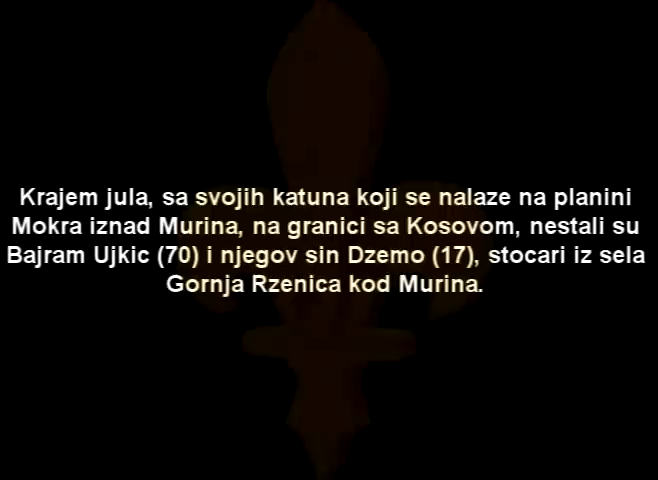 Krajem jula, sa svojih katuna koji se nalaze na planini
Mokra iznad Murina, na granici sa Kosovom, nestali su
Bajram Ujkic (70) i njegov sin Dzemo (17), stocari iz sela
Gornja Rzenica kod Murina.